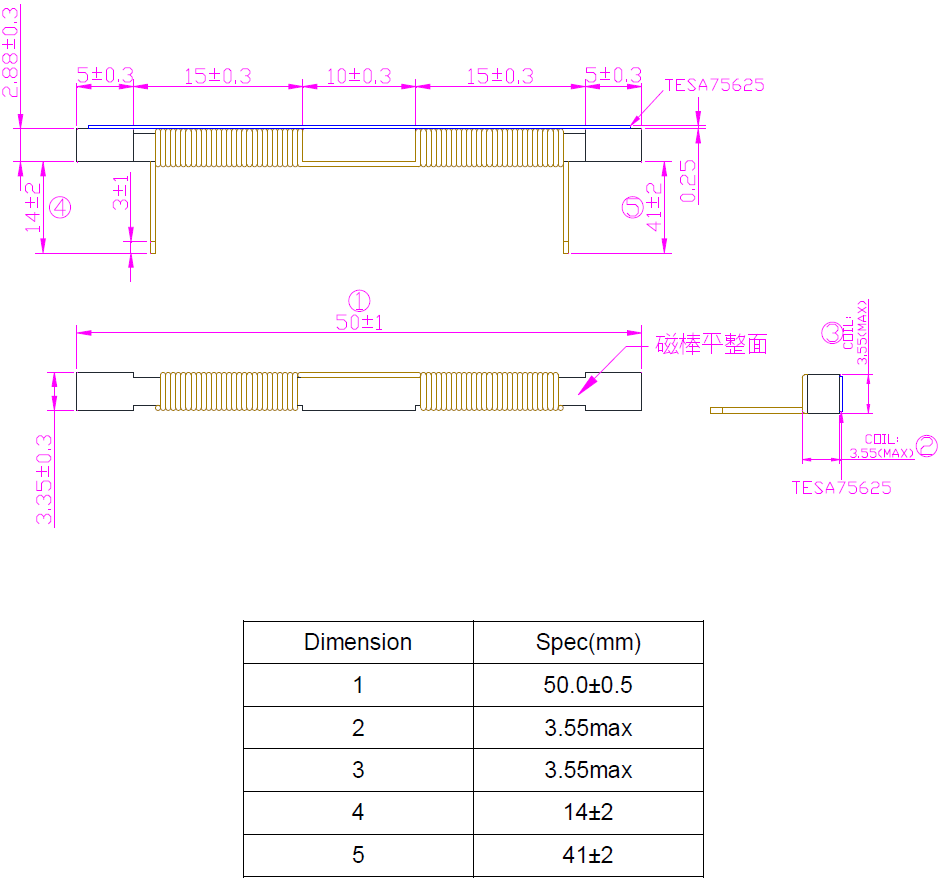 2.88±0.3
5±0.3
15±0.3
10±0.3
15±0.3
5±0.3
TESA75625
14±2
④
3±1
⑤
41±2
0.25
①
50±1
磁棒平整面
3.35±0.3
③
COIL:
3.55(MAX)
COIL:
3.55(MAX)
②
TESA75625
Dimension Spec(mm)
1 50.0±0.5
2 3.55max
3 3.55max
4 14±2
5 41±2